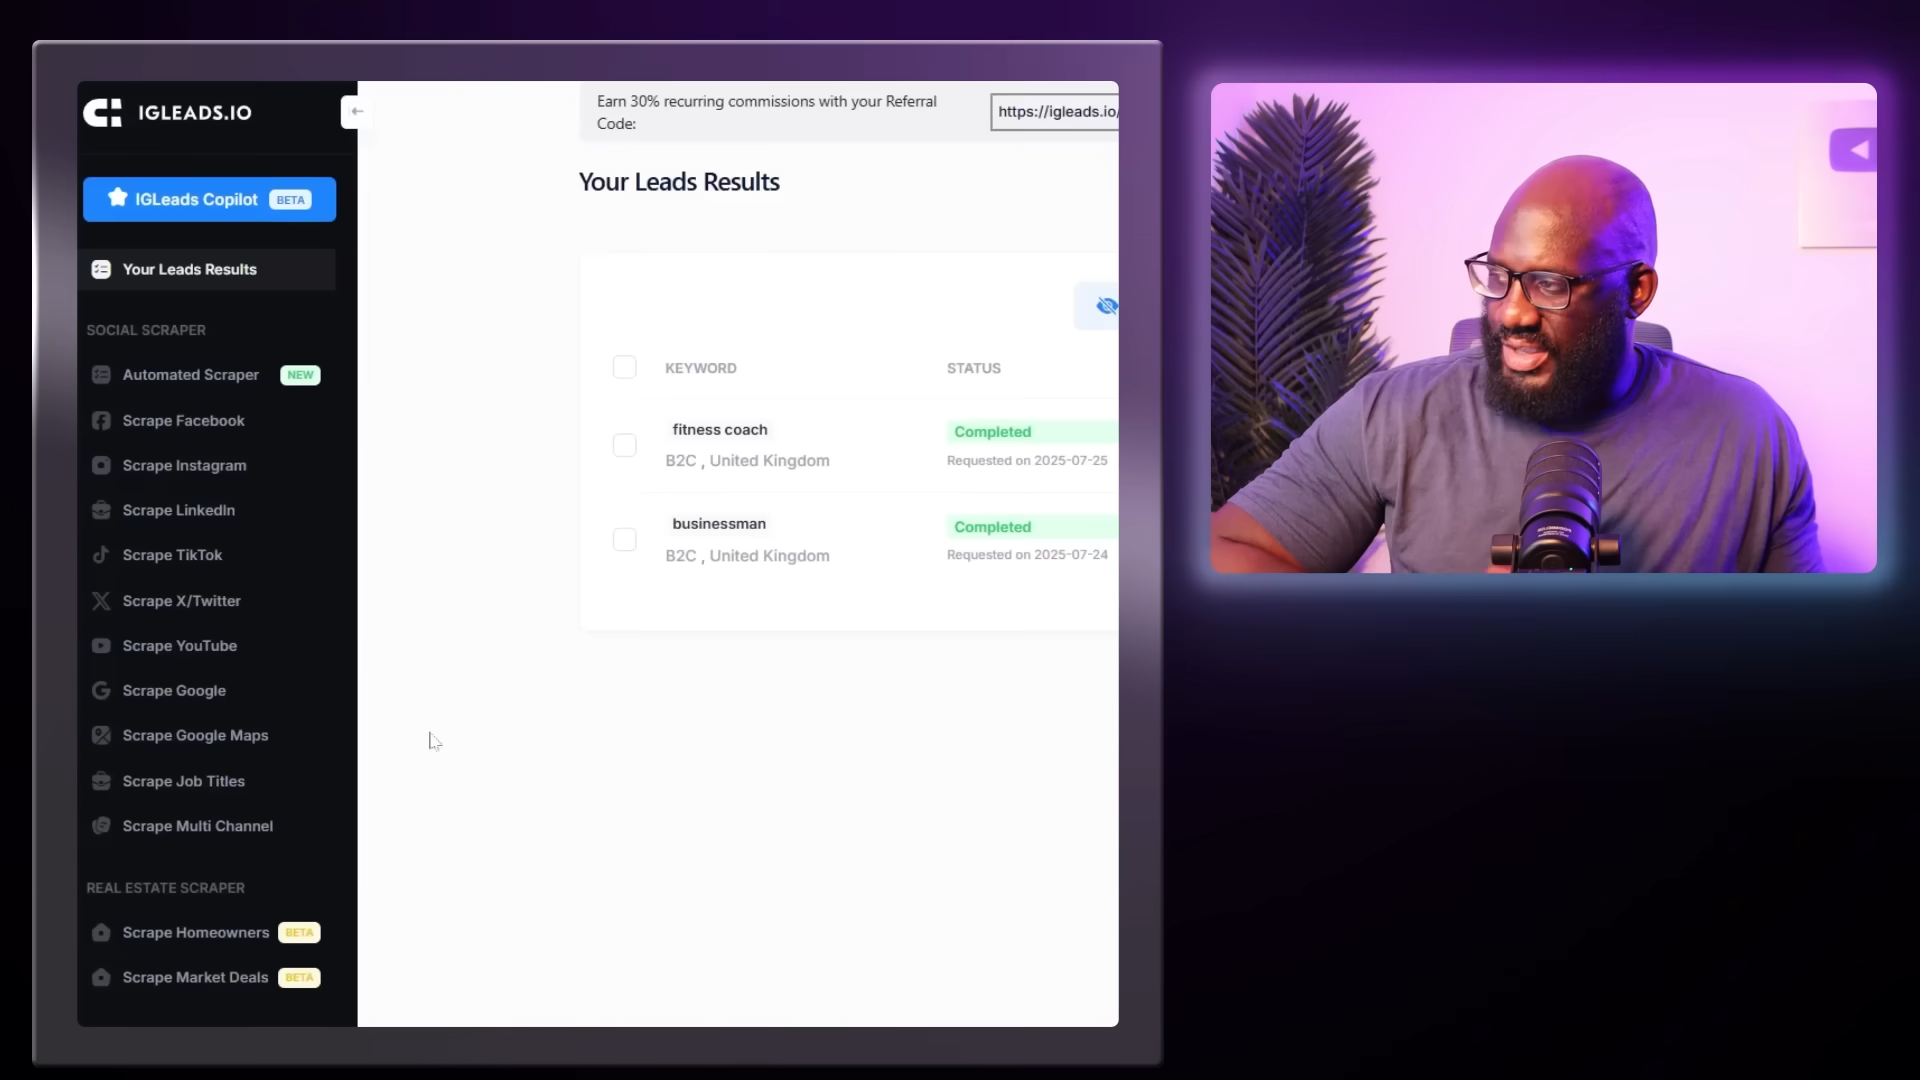 IGLEADS.IO
IGLeads Copilot BETA
Your Leads Results
SOCIAL SCRAPER
Automated Scraper NEW
Scrape Facebook
Scrape Instagram
Scrape LinkedIn
Scrape TikTok
Scrape X/Twitter
Scrape YouTube
Scrape Google
Scrape Google Maps
Scrape Job Titles
Scrape Multi Channel
REAL ESTATE SCRAPER
Scrape Homeowners BETA
Scrape Market Deals BETA
Earn 30% recurring commissions with your Referral
Code:
https://igleads.io/
Your Leads Results
KEYWORD STATUS
fitness coach Completed
B2C , United Kingdom Requested on 2025-07-25
businessman Completed
B2C , United Kingdom Requested on 2025-07-24